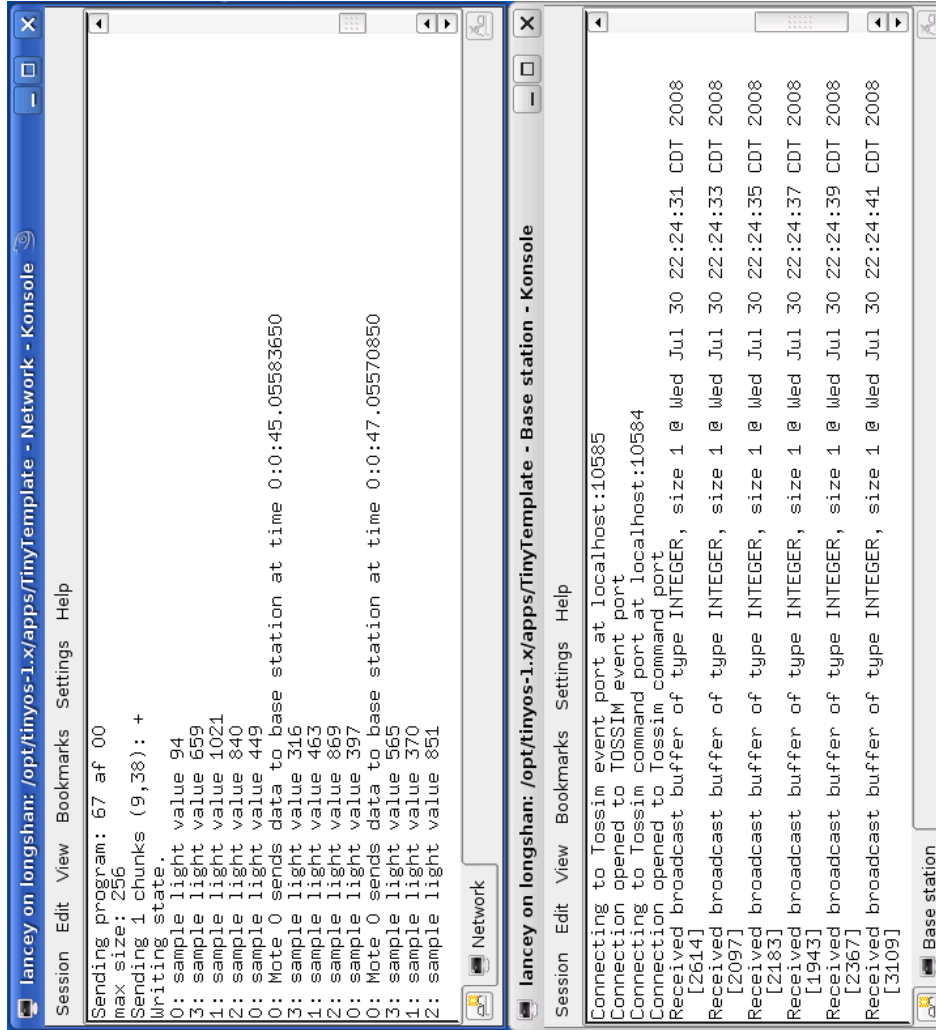 lancey on longshan: /opt/tinyos-1.x/apps/TinyTemplate - Network - Konsole
Session Edit View Bookmarks Settings Help
Sending program: 67 af 00
max size: 256
Sending 1 chunks (9,38): +
Writing state.
0: sample light value 94
3: sample light value 659
1: sample light value 1021
2: sample light value 840
0: sample light value 449
0: Mote 0 sends data to base station at time 0:0:45.05583650
3: sample light value 316
1: sample light value 463
2: sample light value 869
0: sample light value 397
0: Mote 0 sends data to base station at time 0:0:47.05570850
3: sample light value 565
1: sample light value 370
2: sample light value 851
Network
lancey on longshan: /opt/tinyos-1.x/apps/TinyTemplate - Base station - Konsole
Session Edit View Bookmarks Settings Help
Connecting to Tossim event port at localhost:10585
Connection opened to TOSSIM event port
Connecting to Tossim command port at localhost:10584
Connection opened to Tossim command port
Received broadcast buffer of type INTEGER, size 1 @ Wed Jul 30 22:24:31 CDT 2008
[2614]
Received broadcast buffer of type INTEGER, size 1 @ Wed Jul 30 22:24:33 CDT 2008
[2097]
Received broadcast buffer of type INTEGER, size 1 @ Wed Jul 30 22:24:35 CDT 2008
[2183]
Received broadcast buffer of type INTEGER, size 1 @ Wed Jul 30 22:24:37 CDT 2008
[1943]
Received broadcast buffer of type INTEGER, size 1 @ Wed Jul 30 22:24:39 CDT 2008
[2367]
Received broadcast buffer of type INTEGER, size 1 @ Wed Jul 30 22:24:41 CDT 2008
[3109]
Base station